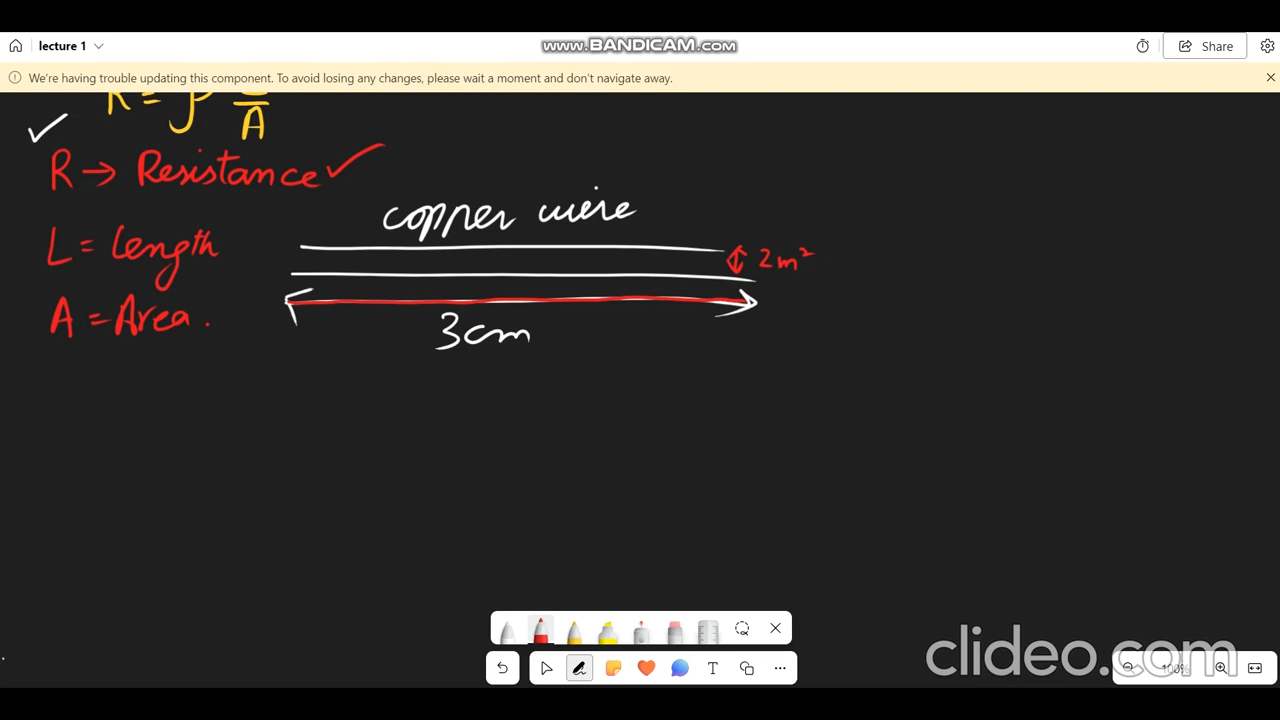 lecture 1
www.BANDICAM.com
Share
We're having trouble updating this component. To avoid losing any changes, please wait a moment and don't navigate away.
R = ρ L/A
R → Resistance
copper wire
L = length
2m²
A = Area.
3cm
T
clideo.com
100%